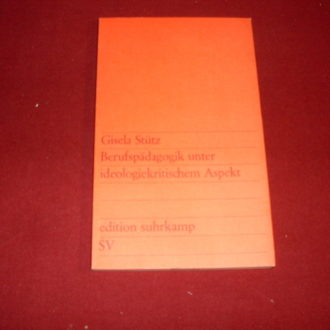 Gisela Stütz
Berufspädagogik unter
ideologiekritischem Aspekt
edition suhrkamp
SV